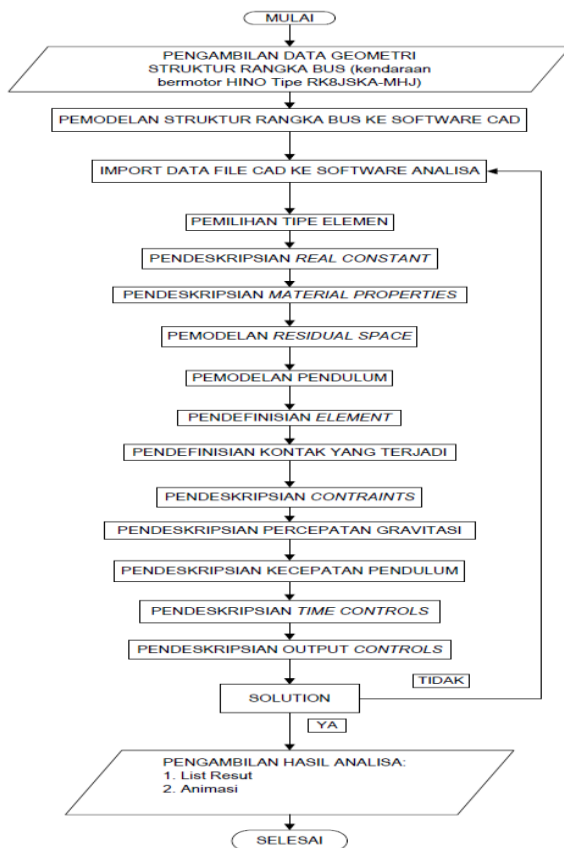 MULAI
PENGAMBILAN DATA GEOMETRI
STRUKTUR RANGKA BUS (kendaraan
bermotor HINO Tipe RK8JSKA-MHJ)
PEMODELAN STRUKTUR RANGKA BUS KE SOFTWARE CAD
IMPORT DATA FILE CAD KE SOFTWARE ANALISA
PEMILIHAN TIPE ELEMEN
PENDESKRIPSIAN REAL CONSTANT
PENDESKRIPSIAN MATERIAL PROPERTIES
PEMODELAN RESIDUAL SPACE
PEMODELAN PENDULUM
PENDEFINISIAN ELEMENT
PENDEFINISIAN KONTAK YANG TERJADI
PENDESKRIPSIAN CONTRAINTS
PENDESKRIPSIAN PERCEPATAN GRAVITASI
PENDESKRIPSIAN KECEPATAN PENDULUM
PENDESKRIPSIAN TIME CONTROLS
PENDESKRIPSIAN OUTPUT CONTROLS
SOLUTION
TIDAK
YA
PENGAMBILAN HASIL ANALISA:
1. List Resut
2. Animasi
SELESAI